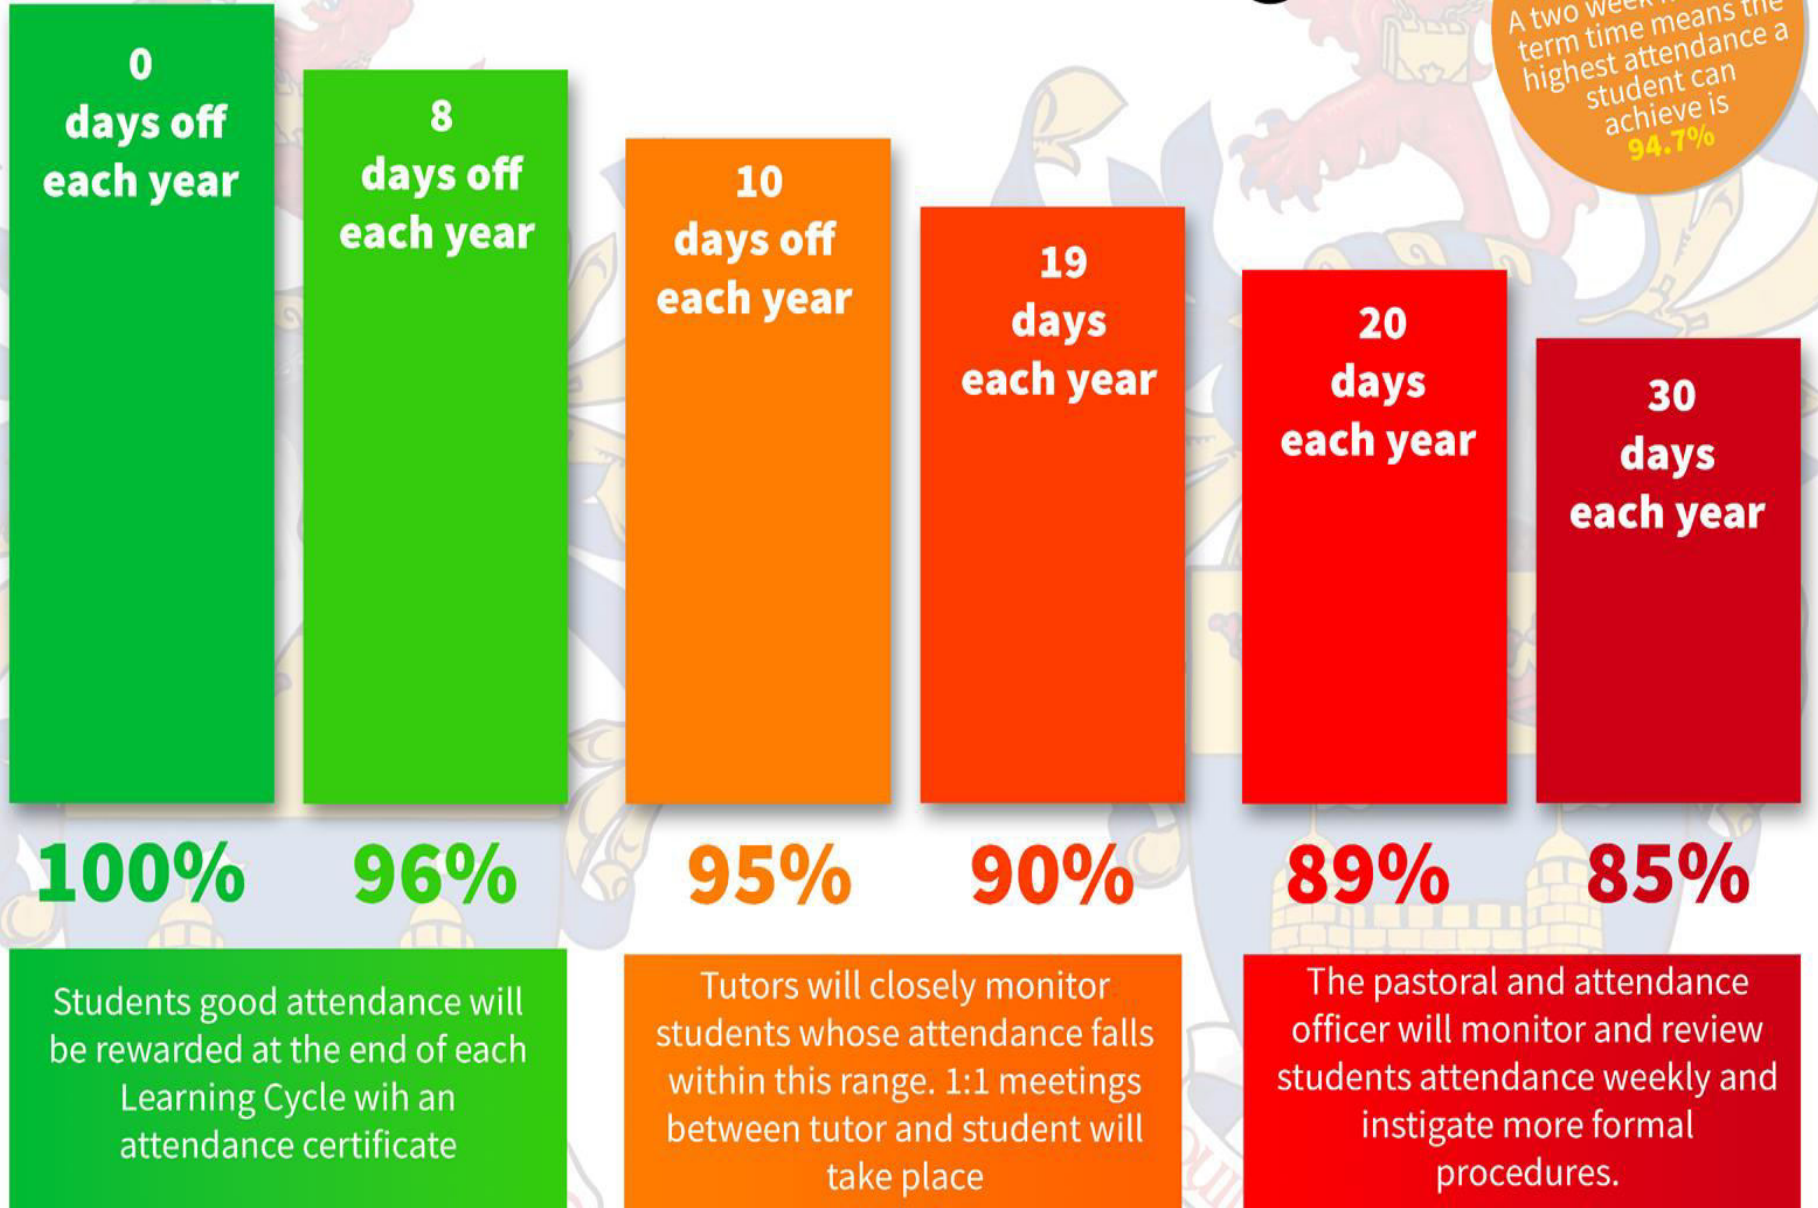 0
days off
each year
8
days off
each year
10
days off
each year
19
days
each year
20
days
each year
30
days
each year
A two week
term time means the
highest attendance a
student can
achieve is
94.7%
100%
96%
95%
90%
89%
85%
Students good attendance will
be rewarded at the end of each
Learning Cycle wih an
attendance certificate
Tutors will closely monitor
students whose attendance falls
within this range. 1:1 meetings
between tutor and student will
take place
The pastoral and attendance
officer will monitor and review
students attendance weekly and
instigate more formal
procedures.